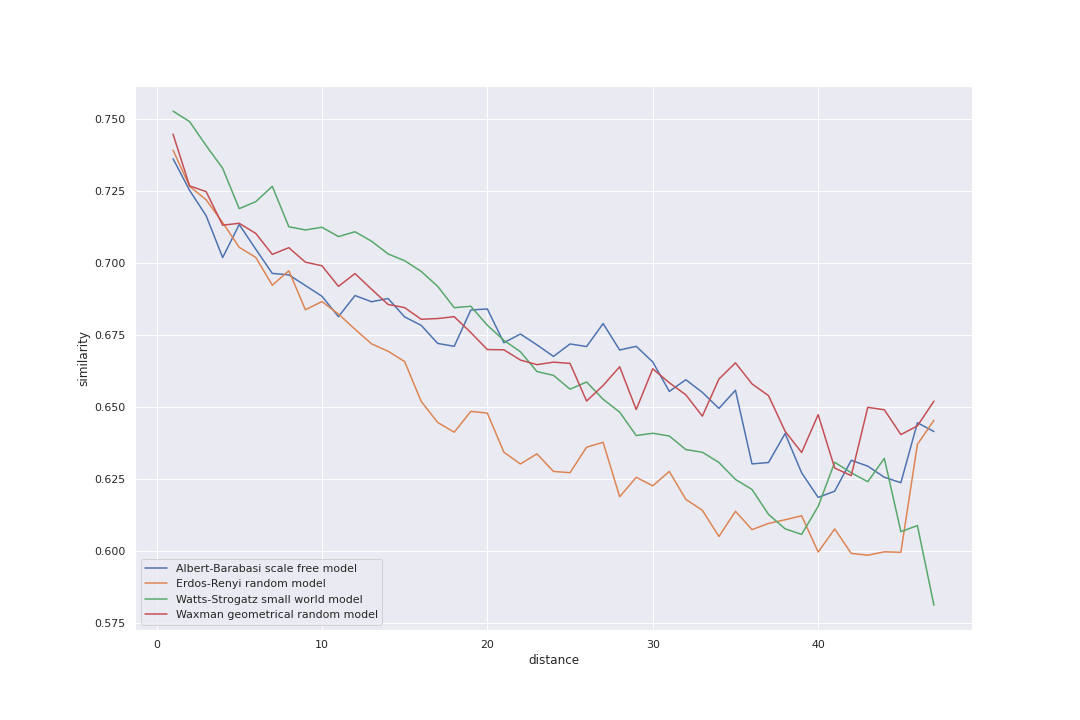 0.750
0.725
0.700
0.675
0.650
0.625
0.600
0.575
similarity
Albert-Barabasi scale free model
Erdos-Renyi random model
Watts-Strogatz small world model
Waxman geometrical random model
0 10 20 30 40
distance